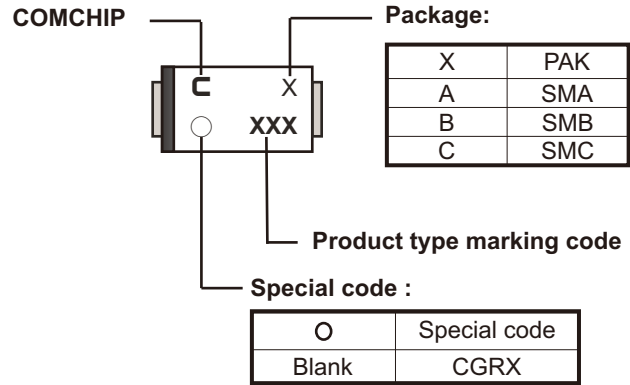 COMCHIP
Package:
C X
XXX
X PAK
A SMA
B SMB
C SMC
Product type marking code
Special code :
O Special code
Blank CGRX